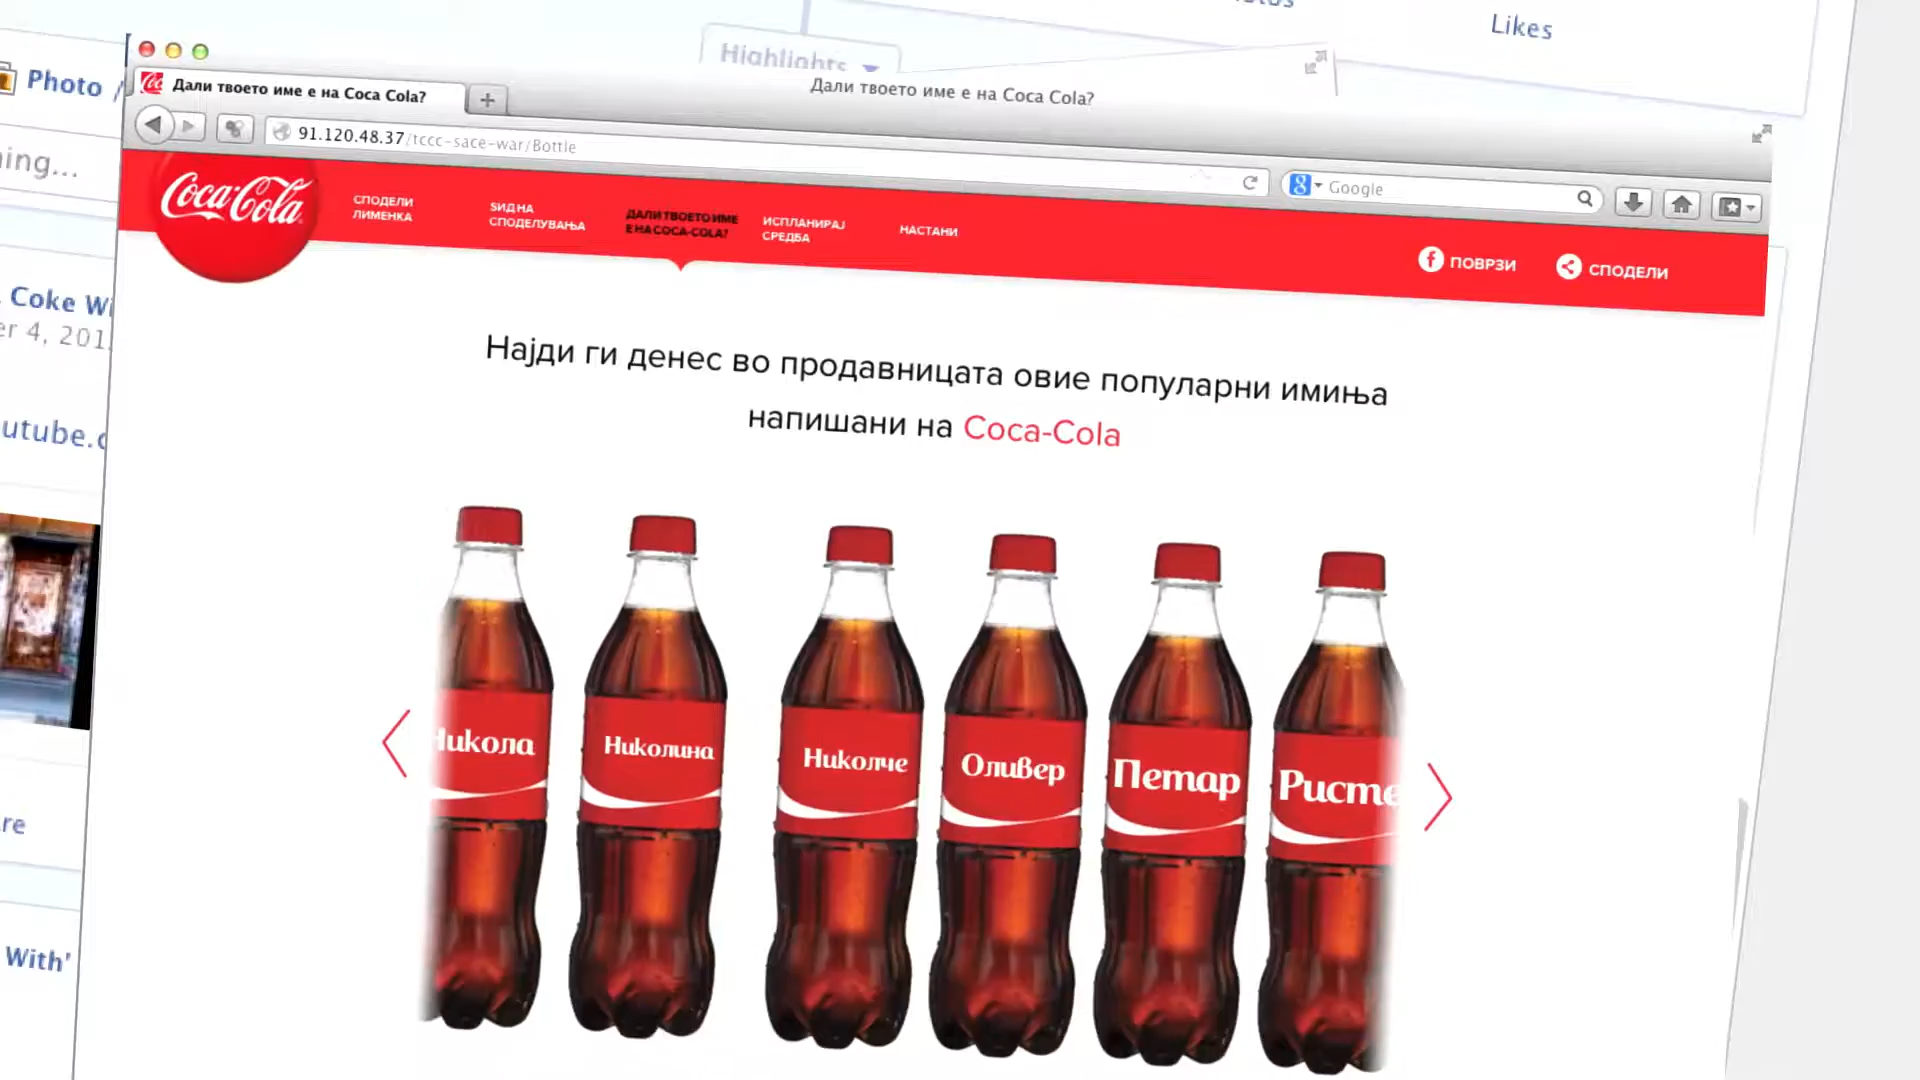 Likes
Highlights
Photo /
Дали твоето име е на Coca Cola?
Дали твоето име е на Coca Cola?
91.120.48.37/tccc-sace-war/Bottle
Google
Coca-Cola
СПОДЕЛИ
ЛИМЕНКА
ЅИД НА
СПОДЕЛУВАЊА
ДАЛИ ТВОЕТО ИМЕ
Е НА COCA-COLA?
ИСПЛАНИРАЈ
СРЕДБА
НАСТАНИ
ПОВРЗИ
СПОДЕЛИ
Coke Wi
er 4, 201
utube.c
re
With'
Најди ги денес во продавницата овие популарни имиња
напишани на Coca-Cola
Никола
Николина
Николче
Оливер
Петар
Ристе